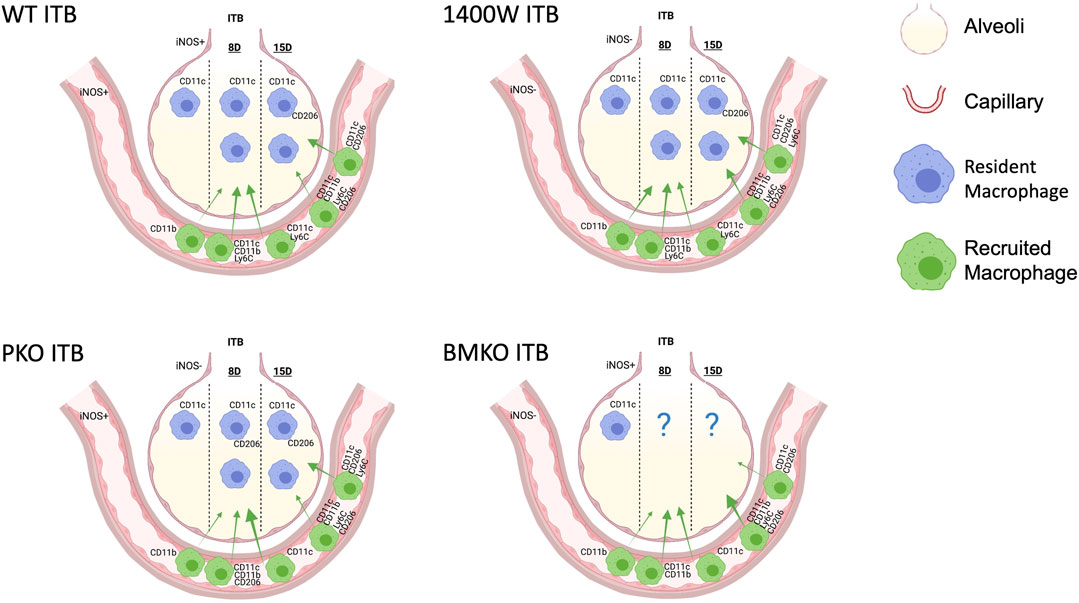 WT ITB
ITB
iNOS+
8D
15D
CD11c
CD11c
CD11c
CD206
iNOS+
CD11c
CD206
CD11c
CD11b
Ly6C
CD206
CD11b
CD11c
CD11b
Ly6C
CD11c
Ly6C
1400W ITB
ITB
iNOS-
8D
15D
CD11c
CD11c
CD11c
CD206
iNOS-
CD11c
CD206
Ly6C
CD11c
CD11b
Ly6C
CD206
CD11b
CD11c
CD11b
Ly6C
CD11c
Ly6C
Alveoli
Capillary
Resident
Macrophage
Recruited
Macrophage
PKO ITB
ITB
iNOS-
8D
15D
CD11c
CD11c
CD11c
CD206
CD206
iNOS+
CD11c
CD206
Ly6C
CD11c
CD11b
Ly6C
CD206
CD11b
CD11c
CD11b
CD206
CD11c
BMKO ITB
ITB
iNOS+
8D
15D
CD11c
? ?
iNOS-
CD11c
CD206
CD11c
CD11b
Ly6C
CD206
CD11b
CD11c
CD11b
CD11c